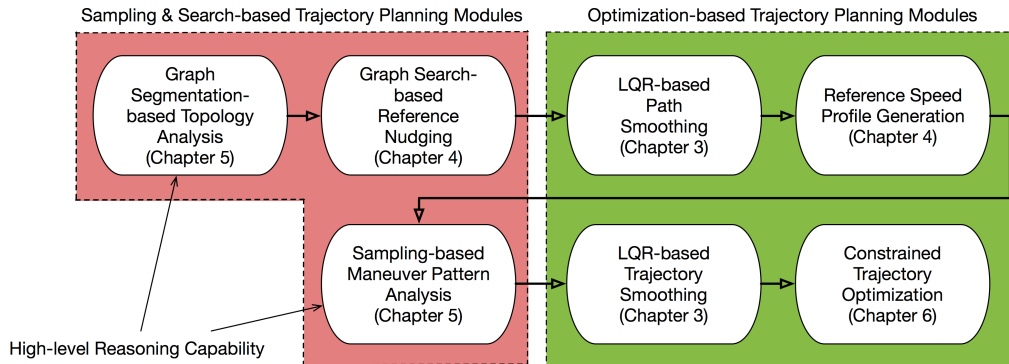 Sampling & Search-based Trajectory Planning Modules
Optimization-based Trajectory Planning Modules
Graph
Segmentation-
based Topology
Analysis
(Chapter 5)
Graph Search-
based
Reference
Nudging
(Chapter 4)
LQR-based
Path
Smoothing
(Chapter 3)
Reference Speed
Profile Generation
(Chapter 4)
Sampling-based
Maneuver Pattern
Analysis
(Chapter 5)
LQR-based
Trajectory
Smoothing
(Chapter 3)
Constrained
Trajectory
Optimization
(Chapter 6)
High-level Reasoning Capability